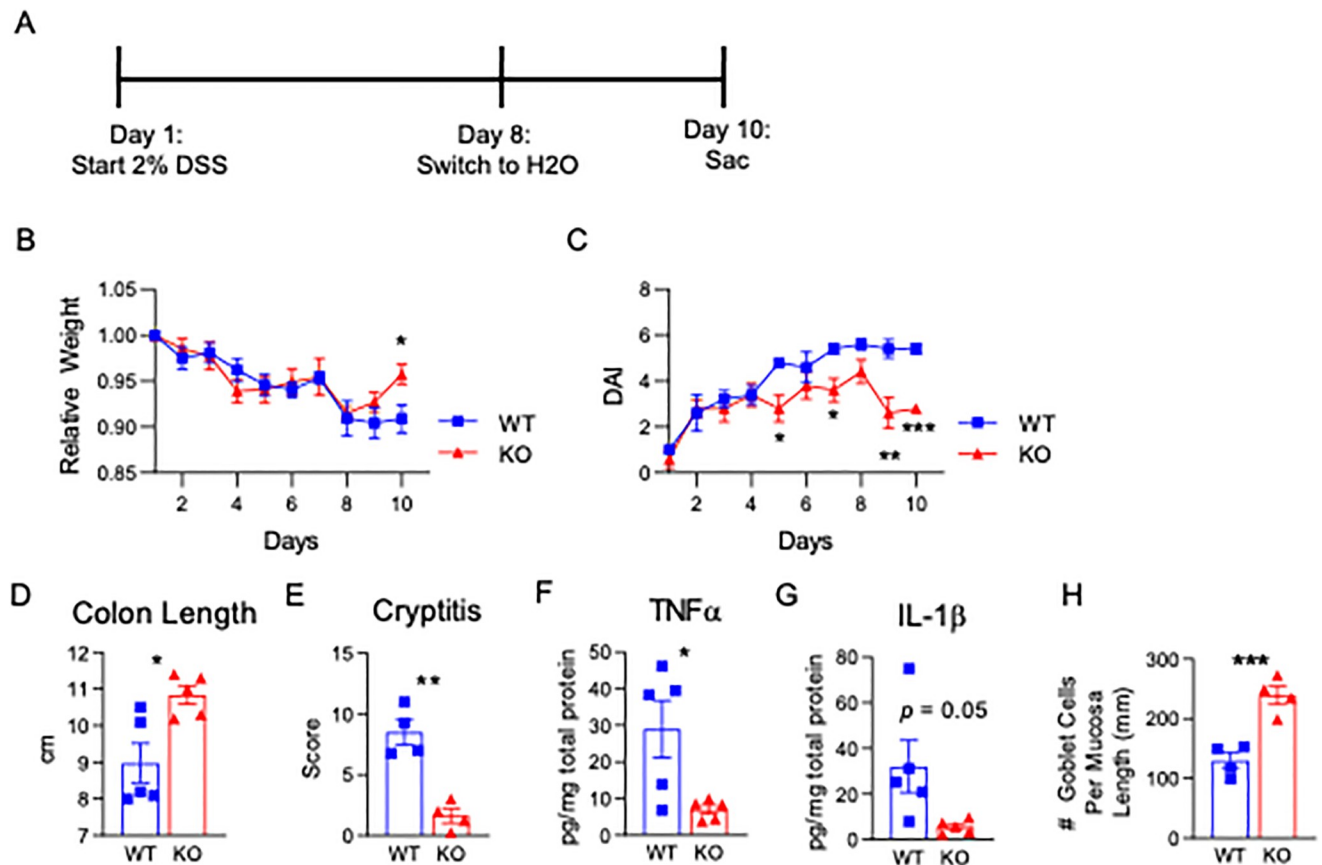 A
Day 1:
Start 2% DSS
Day 8:
Switch to H2O
Day 10:
Sac
B
Relative Weight
1.05
1.00
0.95
0.90
0.85
*
2 4 6 8 10
Days
WT
KO
C
DAI
8
6
4
2
0
*
*
**
***
2 4 6 8 10
Days
WT
KO
D
Colon Length
cm
12
11
10
9
8
7
*
WT KO
E
Cryptitis
Score
15
10
5
0
**
WT KO
F
TNFα
pg/mg total protein
50
40
30
20
10
0
*
WT KO
G
IL-1β
pg/mg total protein
80
60
40
20
0
p = 0.05
WT KO
H
# Goblet Cells
Per Mucosa
Length (mm)
300
200
100
0
***
WT KO